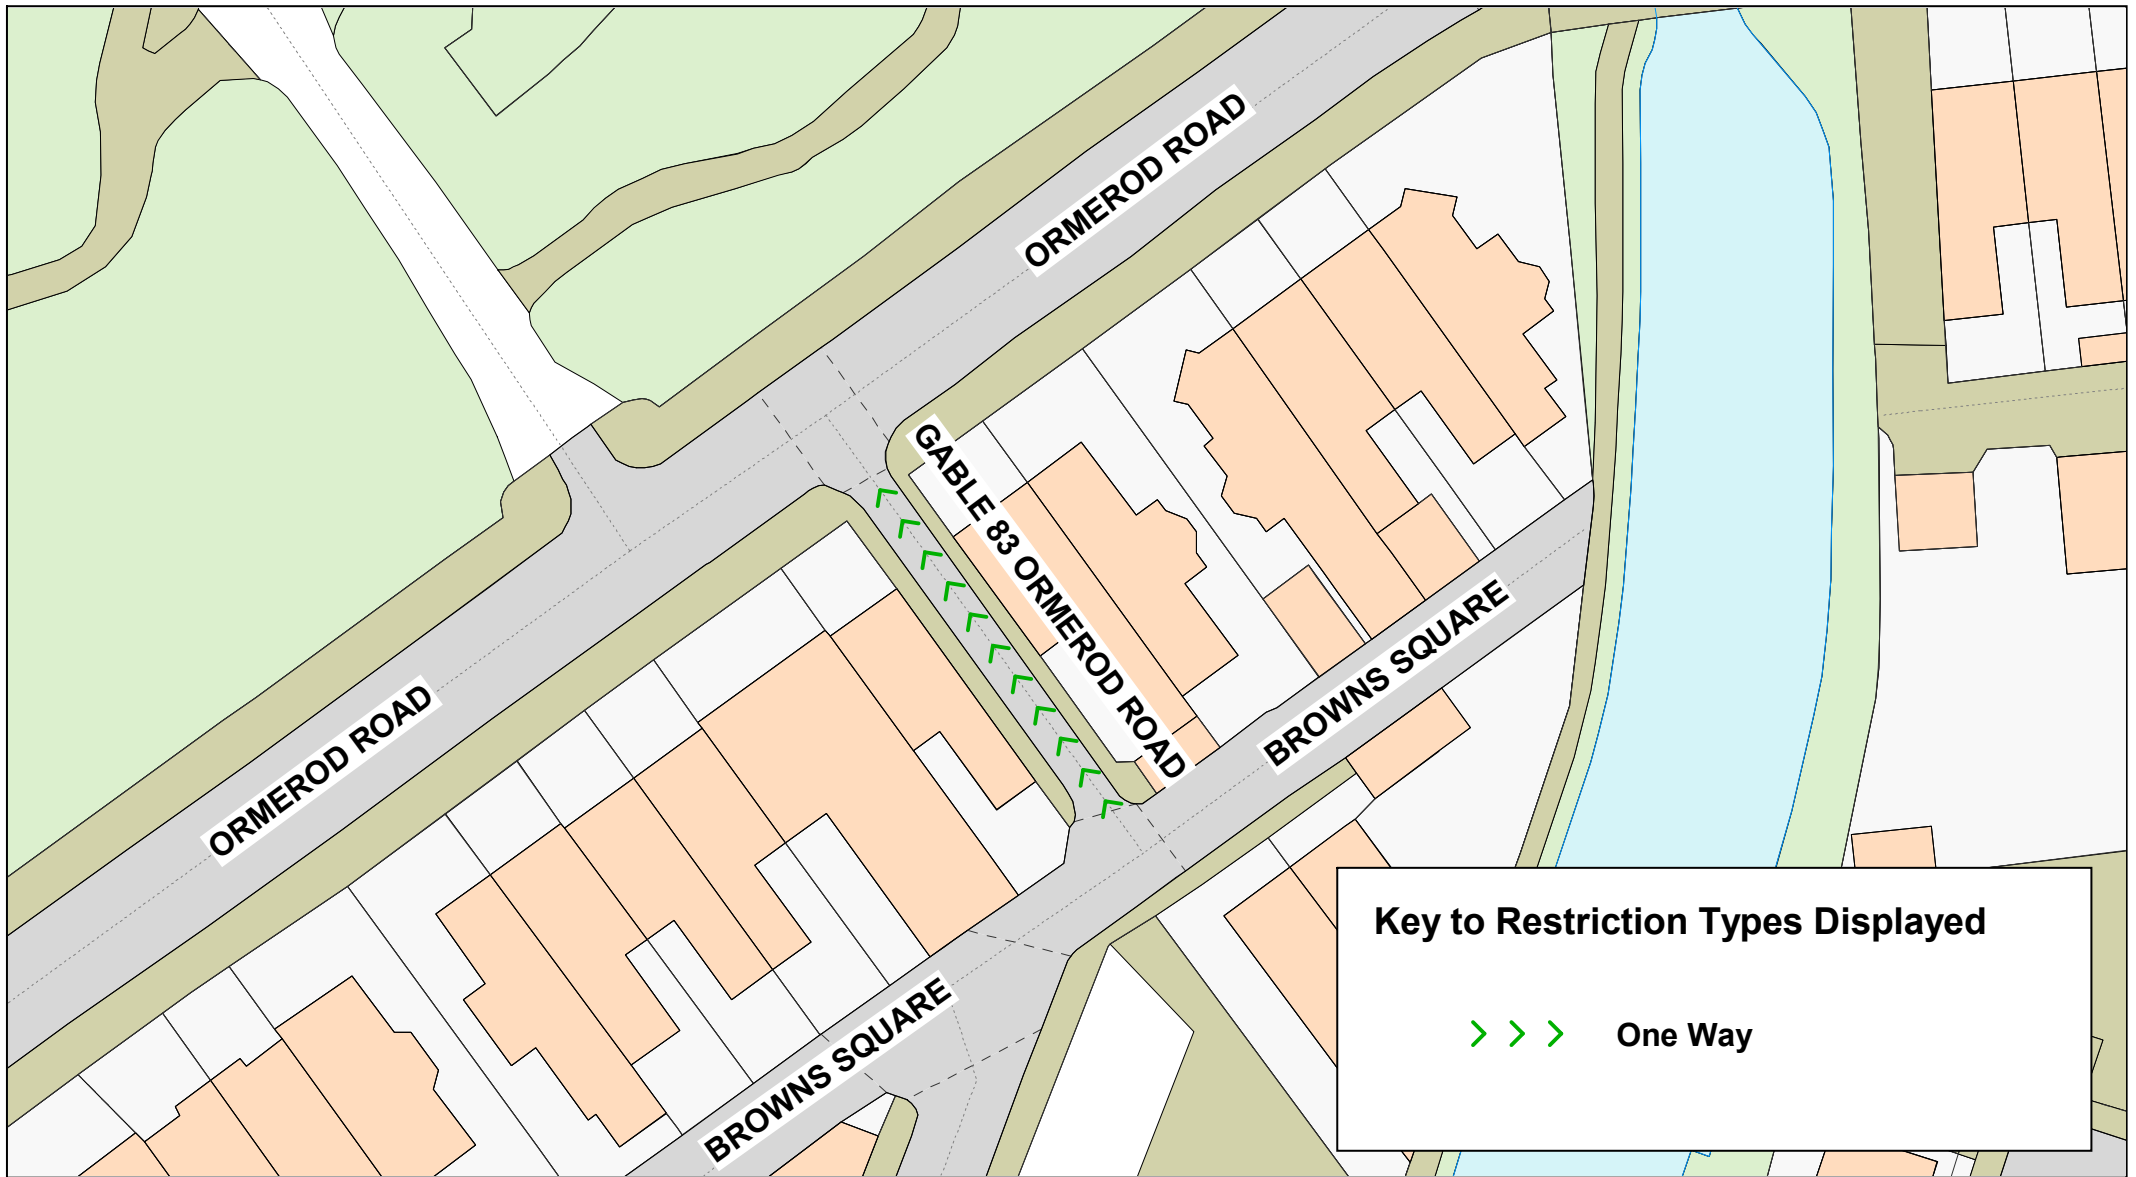 ORMEROD ROAD
GABLE 83 ORMEROD ROAD
BROWNS SQUARE
ORMEROD ROAD
BROWNS SQUARE
Key to Restriction Types Displayed
One Way